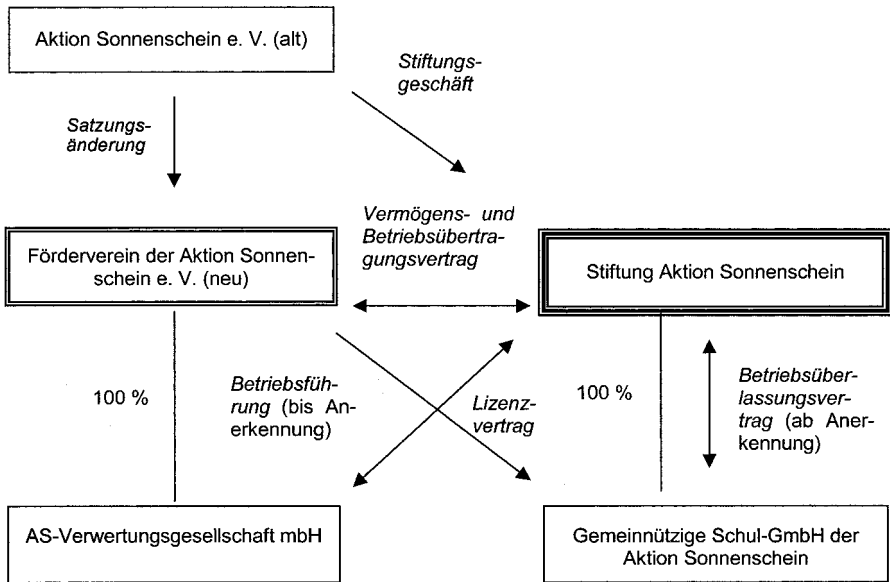 Aktion Sonnenschein e. V. (alt)
Stiftungs-
geschäft
Satzungs-
änderung
Vermögens- und
Betriebsübertra-
gungsvertrag
Förderverein der Aktion Sonnen-
schein e. V. (neu)
Stiftung Aktion Sonnenschein
100 %
Betriebsfüh-
rung (bis An-
erkennung)
Lizenz-
vertrag
100 %
Betriebsüber-
lassungsver-
trag (ab Aner-
kennung)
AS-Verwertungsgesellschaft mbH
Gemeinnützige Schul-GmbH der
Aktion Sonnenschein